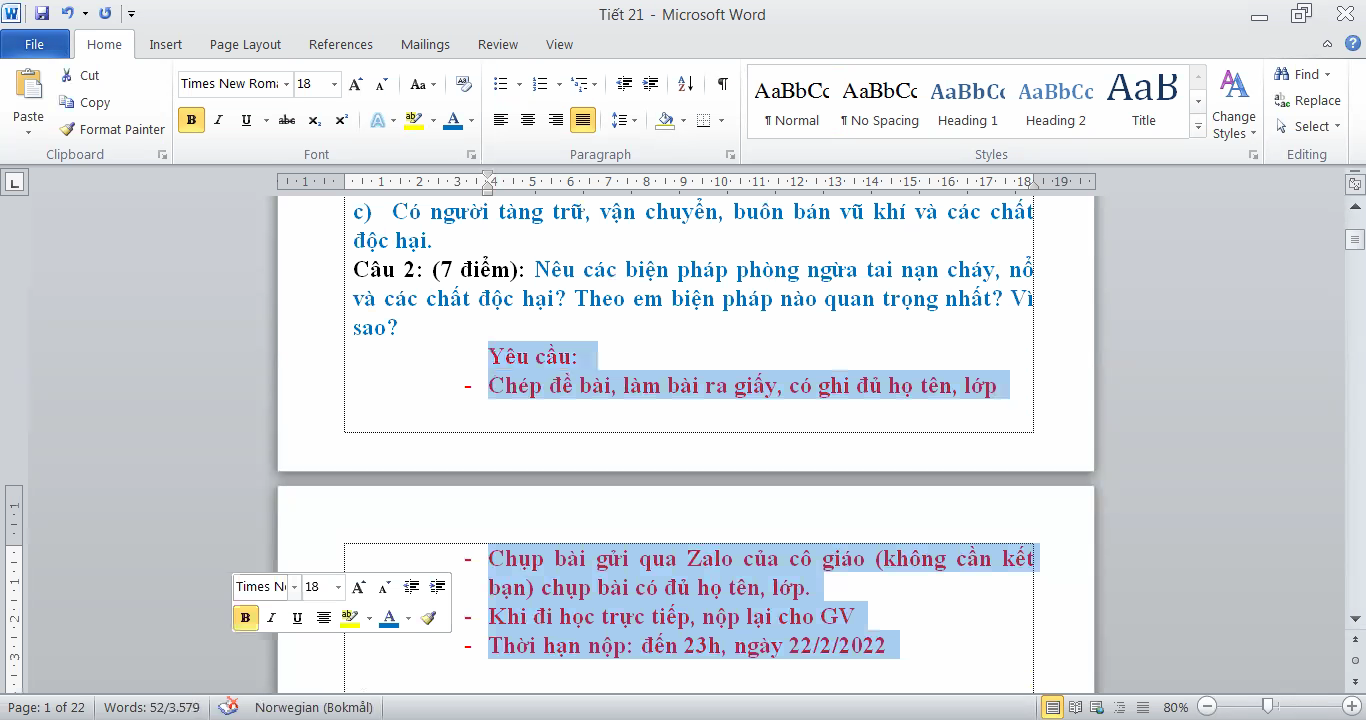 Tiết 21 - Microsoft Word
File Home Insert Page Layout References Mailings Review View
Paste
Cut
Copy
Format Painter
Clipboard
Times New Roma 18
Font
Paragraph
AaBbCc AaBbCc AaBbCc AaBbCc AaB
¶ Normal ¶ No Spacing Heading 1 Heading 2 Title
Styles
Change
Styles
Find
Replace
Select
Editing
1 1 2 3 4 5 6 7 8 9 10 11 12 13 14 15 16 17 18 19
c) Có người tàng trữ, vận chuyển, buôn bán vũ khí và các chất
độc hại.
Câu 2: (7 điểm): Nêu các biện pháp phòng ngừa tai nạn cháy, nổ
và các chất độc hại? Theo em biện pháp nào quan trọng nhất? Vì
sao?
Yêu cầu:
- Chép đề bài, làm bài ra giấy, có ghi đủ họ tên, lớp
- Chụp bài gửi qua Zalo của cô giáo (không cần kết
bạn) chụp bài có đủ họ tên, lớp.
- Khi đi học trực tiếp, nộp lại cho GV
- Thời hạn nộp: đến 23h, ngày 22/2/2022
Times N 18
Page: 1 of 22 Words: 52/3.579 Norwegian (Bokmål) 80%